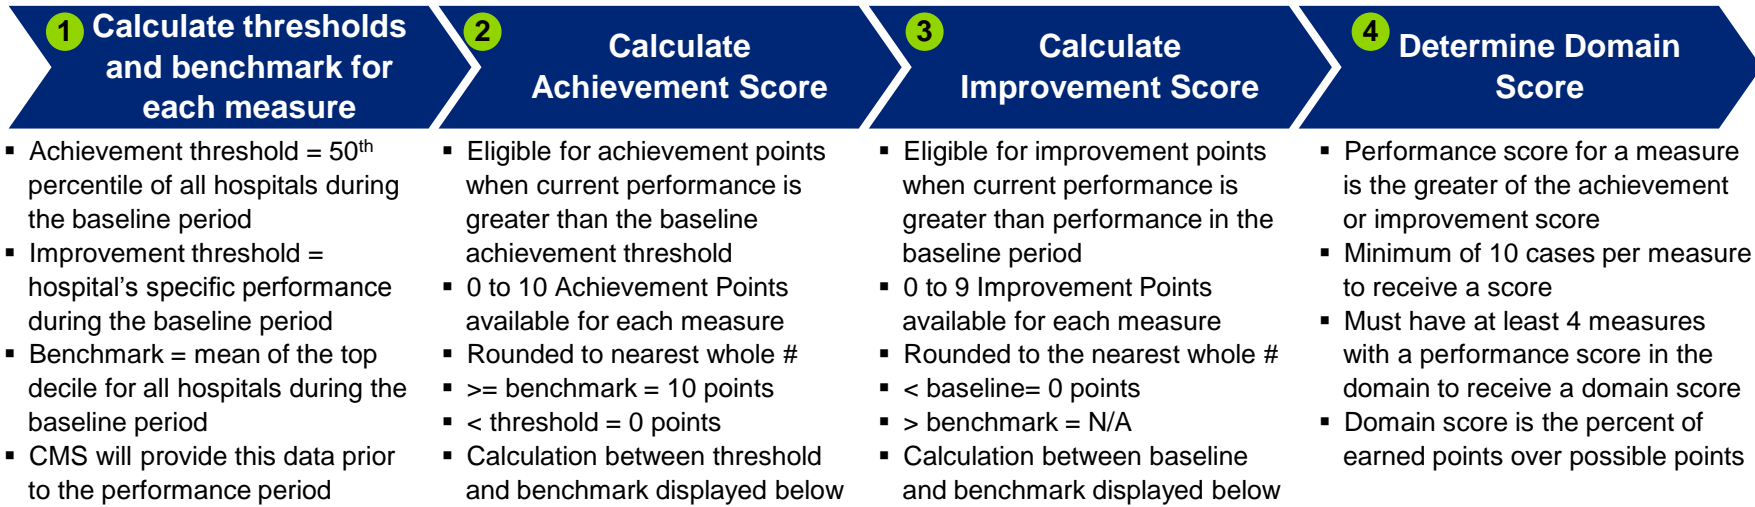 1 Calculate thresholds
and benchmark for
each measure
▪ Achievement threshold = 50th
percentile of all hospitals during
the baseline period
▪ Improvement threshold =
hospital’s specific performance
during the baseline period
▪ Benchmark = mean of the top
decile for all hospitals during the
baseline period
▪ CMS will provide this data prior
to the performance period
2 Calculate
Achievement Score
▪ Eligible for achievement points
when current performance is
greater than the baseline
achievement threshold
▪ 0 to 10 Achievement Points
available for each measure
▪ Rounded to nearest whole #
▪ >= benchmark = 10 points
▪ < threshold = 0 points
▪ Calculation between threshold
and benchmark displayed below
3 Calculate
Improvement Score
▪ Eligible for improvement points
when current performance is
greater than performance in the
baseline period
▪ 0 to 9 Improvement Points
available for each measure
▪ Rounded to the nearest whole #
▪ < baseline= 0 points
▪ > benchmark = N/A
▪ Calculation between baseline
and benchmark displayed below
4 Determine Domain
Score
▪ Performance score for a measure
is the greater of the achievement
or improvement score
▪ Minimum of 10 cases per measure
to receive a score
▪ Must have at least 4 measures
with a performance score in the
domain to receive a domain score
▪ Domain score is the percent of
earned points over possible points